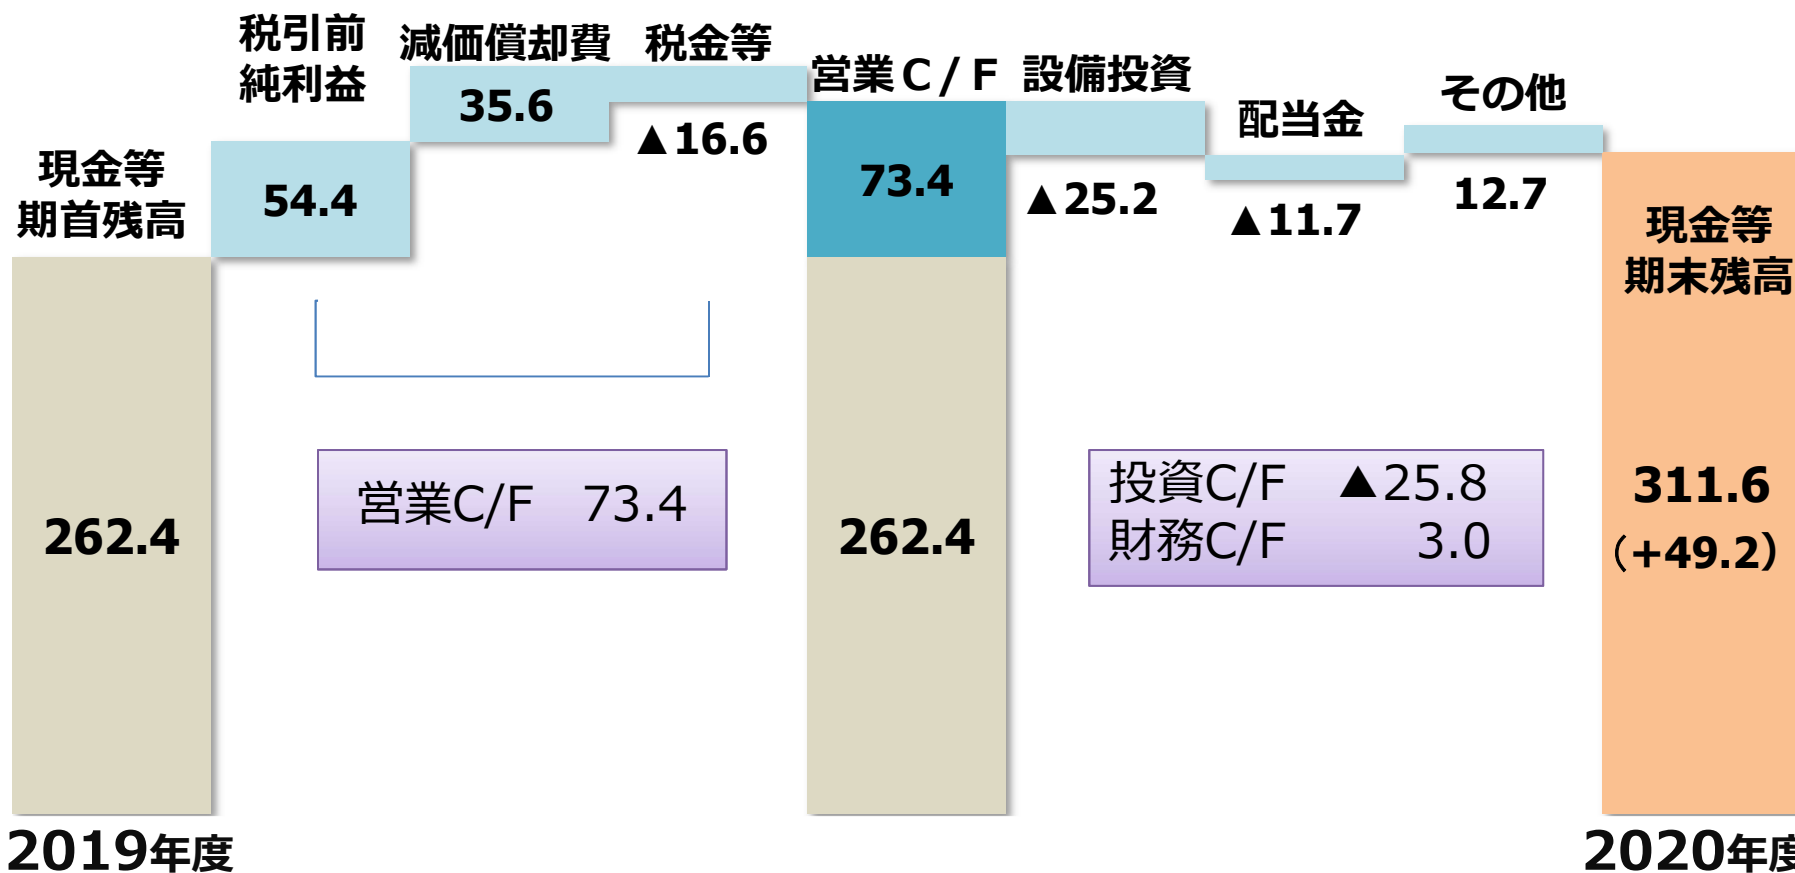 現金等
期首残高
262.4
2019年度
税引前
純利益
54.4
減価償却費
35.6
税金等
▲16.6
営業C/F 73.4
営業Ｃ/Ｆ
73.4
262.4
設備投資
▲25.2
配当金
▲11.7
その他
12.7
投資C/F ▲25.8
財務C/F 3.0
現金等
期末残高
311.6
（+49.2）
2020年度